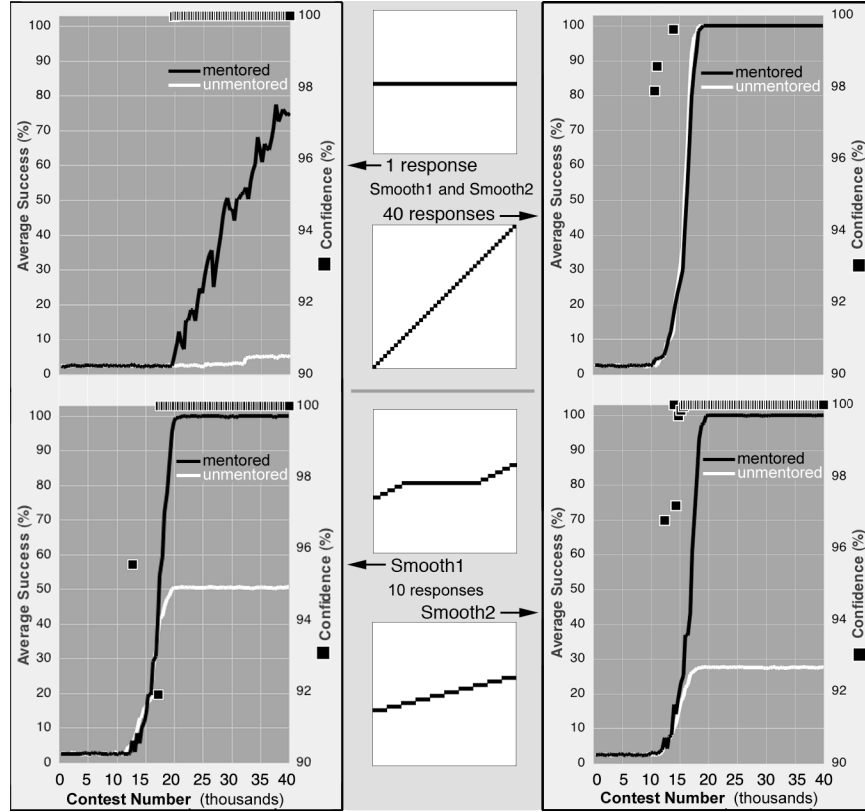 100
90
80
70
60
50
40
30
20
10
0
Average Success (%)
mentored
unmentored
100
98
96
94
92
90
Confidence (%)
1 response
Smooth1 and Smooth2
40 responses
100
90
80
70
60
50
40
30
20
10
0
Average Success (%)
mentored
unmentored
100
98
96
94
92
90
Confidence (%)
100
90
80
70
60
50
40
30
20
10
0
Average Success (%)
mentored
unmentored
100
98
96
94
92
90
Confidence (%)
0 5 10 15 20 25 30 35 40
Contest Number (thousands)
Smooth1
10 responses
Smooth2
100
90
80
70
60
50
40
30
20
10
0
Average Success (%)
mentored
unmentored
100
98
96
94
92
90
Confidence (%)
0 5 10 15 20 25 30 35 40
Contest Number (thousands)